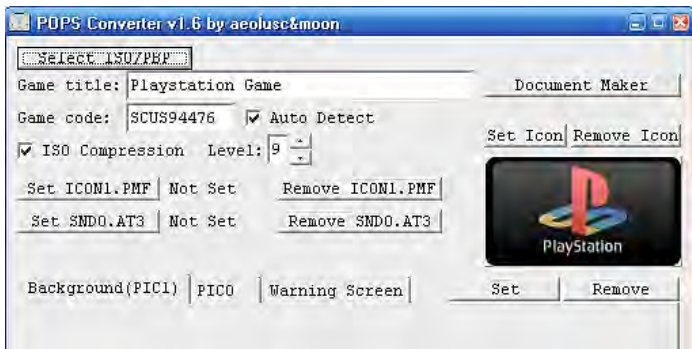 POPS Converter v1.6 by aeolusc&moon
Select ISO/PBP
Game title: Playstation Game
Document Maker
Game code: SCUS94476 Auto Detect
Set Icon Remove Icon
ISO Compression Level: 9
Set ICON1.PMF Not Set Remove ICON1.PMF
Set SND0.AT3 Not Set Remove SND0.AT3
PlayStation
Background(PIC1) PIC0 Warning Screen Set Remove